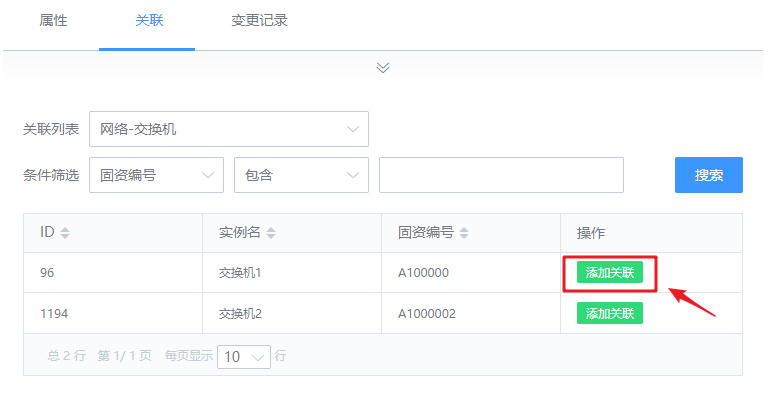 属性 关联 变更记录
关联列表 网络-交换机
条件筛选 固资编号 包含 搜索
ID 实例名 固资编号 操作
96 交换机1 A100000 添加关联
1194 交换机2 A1000002 添加关联
总 2 行 第 1/ 1 页 每页显示 10 行